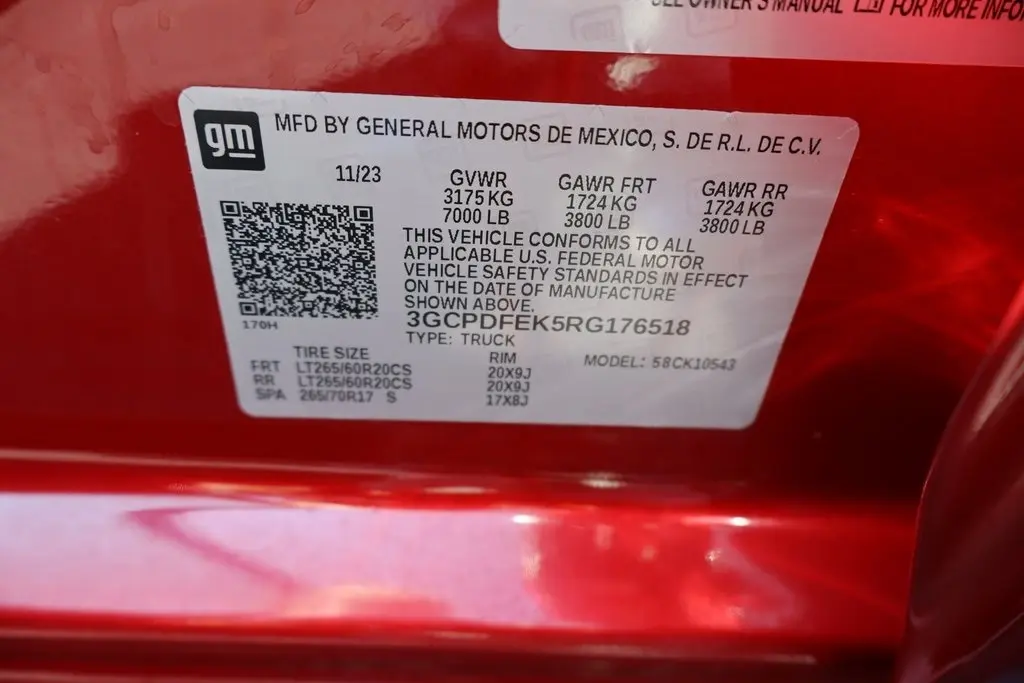 SEE OWNER'S MANUAL FOR MORE INFO
gm
MFD BY GENERAL MOTORS DE MEXICO, S. DE R.L. DE C.V.
11/23
GVWR GAWR FRT GAWR RR
3175 KG 1724 KG 1724 KG
7000 LB 3800 LB 3800 LB
THIS VEHICLE CONFORMS TO ALL
APPLICABLE U.S. FEDERAL MOTOR
VEHICLE SAFETY STANDARDS IN EFFECT
ON THE DATE OF MANUFACTURE
SHOWN ABOVE.
3GCPDFEK5RG176518
170H
TYPE: TRUCK
TIRE SIZE RIM MODEL: 58CK10543
FRT LT265/60R20CS 20X9J
RR LT265/60R20CS 20X9J
SPA 265/70R17 S 17X8J